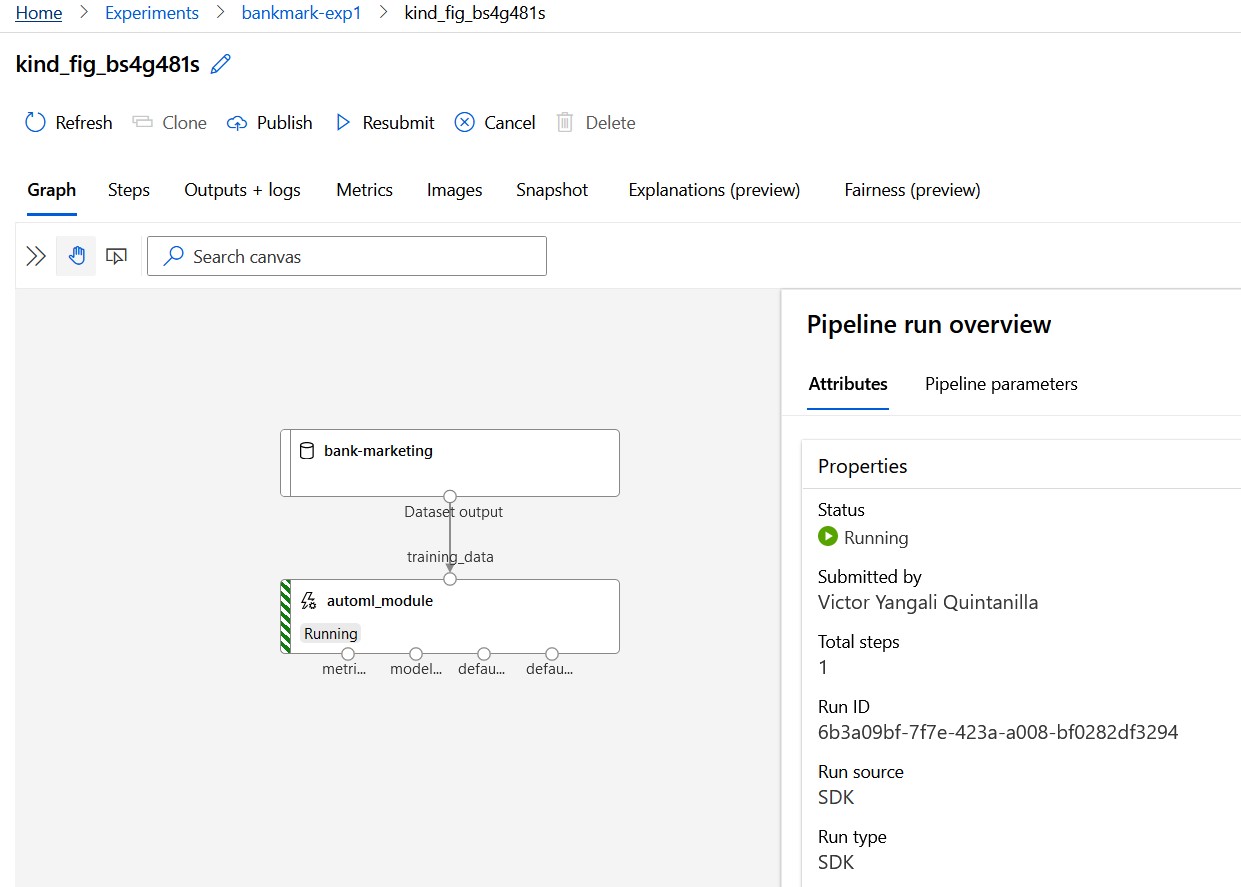 Home > Experiments > bankmark-exp1 > kind_fig_bs4g481s
kind_fig_bs4g481s
Refresh Clone Publish Resubmit Cancel Delete
Graph Steps Outputs + logs Metrics Images Snapshot Explanations (preview) Fairness (preview)
Search canvas
bank-marketing
Dataset output
training_data
automl_module
Running
metri... model... defau... defau...
Pipeline run overview
Attributes Pipeline parameters
Properties
Status
Running
Submitted by
Victor Yangali Quintanilla
Total steps
1
Run ID
6b3a09bf-7f7e-423a-a008-bf0282df3294
Run source
SDK
Run type
SDK